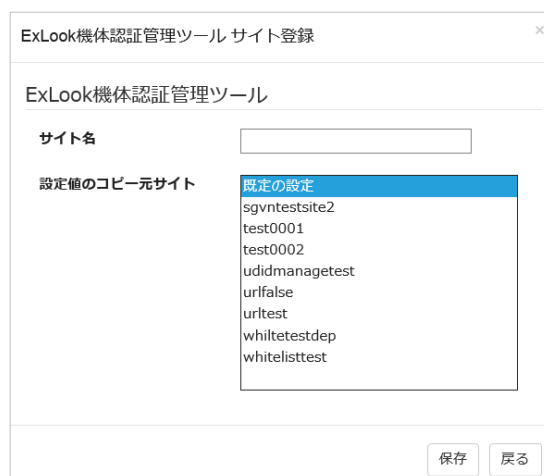 ExLook機体認証管理ツール サイト登録
×
ExLook機体認証管理ツール
サイト名
設定値のコピー元サイト
既定の設定
sgvntestsite2
test0001
test0002
udidmanagetest
urlfalse
urltest
whiltetestdep
whitelisttest
保存 戻る